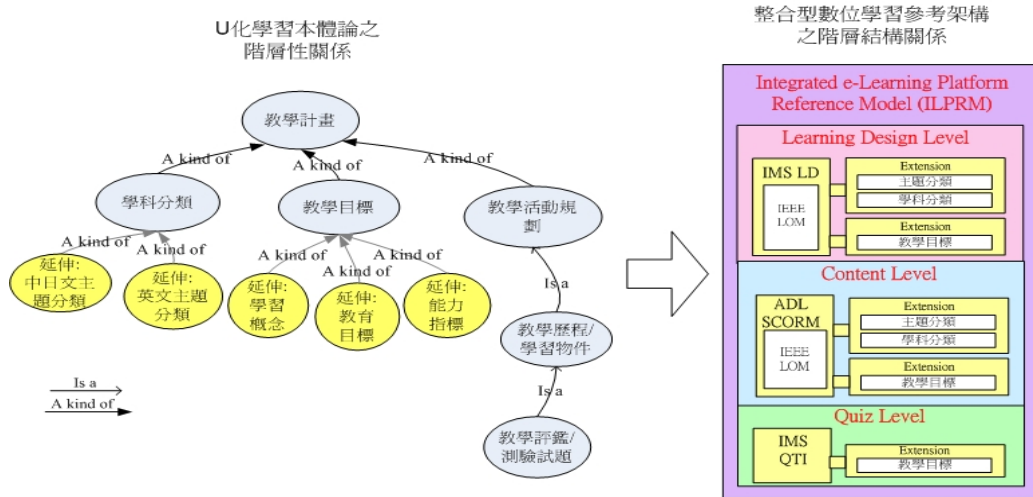 U化學習本體論之
階層性關係
教學計畫
A kind of
A kind of
A kind of
學科分類
教學目標
教學活動規
劃
A kind of
A kind of
A kind of
A kind of
A kind of
延伸:
中日文主
題分類
延伸:
英文主題
分類
延伸:
學習
概念
延伸:
教育
目標
延伸:
能力
指標
Is a
教學歷程/
學習物件
Is a
教學評鑑/
測驗試題
Is a
A kind of
整合型數位學習參考架構
之階層結構關係
Integrated e-Learning Platform
Reference Model (ILPRM)
Learning Design Level
IMS LD
IEEE
LOM
Extension
主題分類
學科分類
Extension
教學目標
Content Level
ADL
SCORM
IEEE
LOM
Extension
主題分類
學科分類
Extension
教學目標
Quiz Level
IMS
QTI
Extension
教學目標